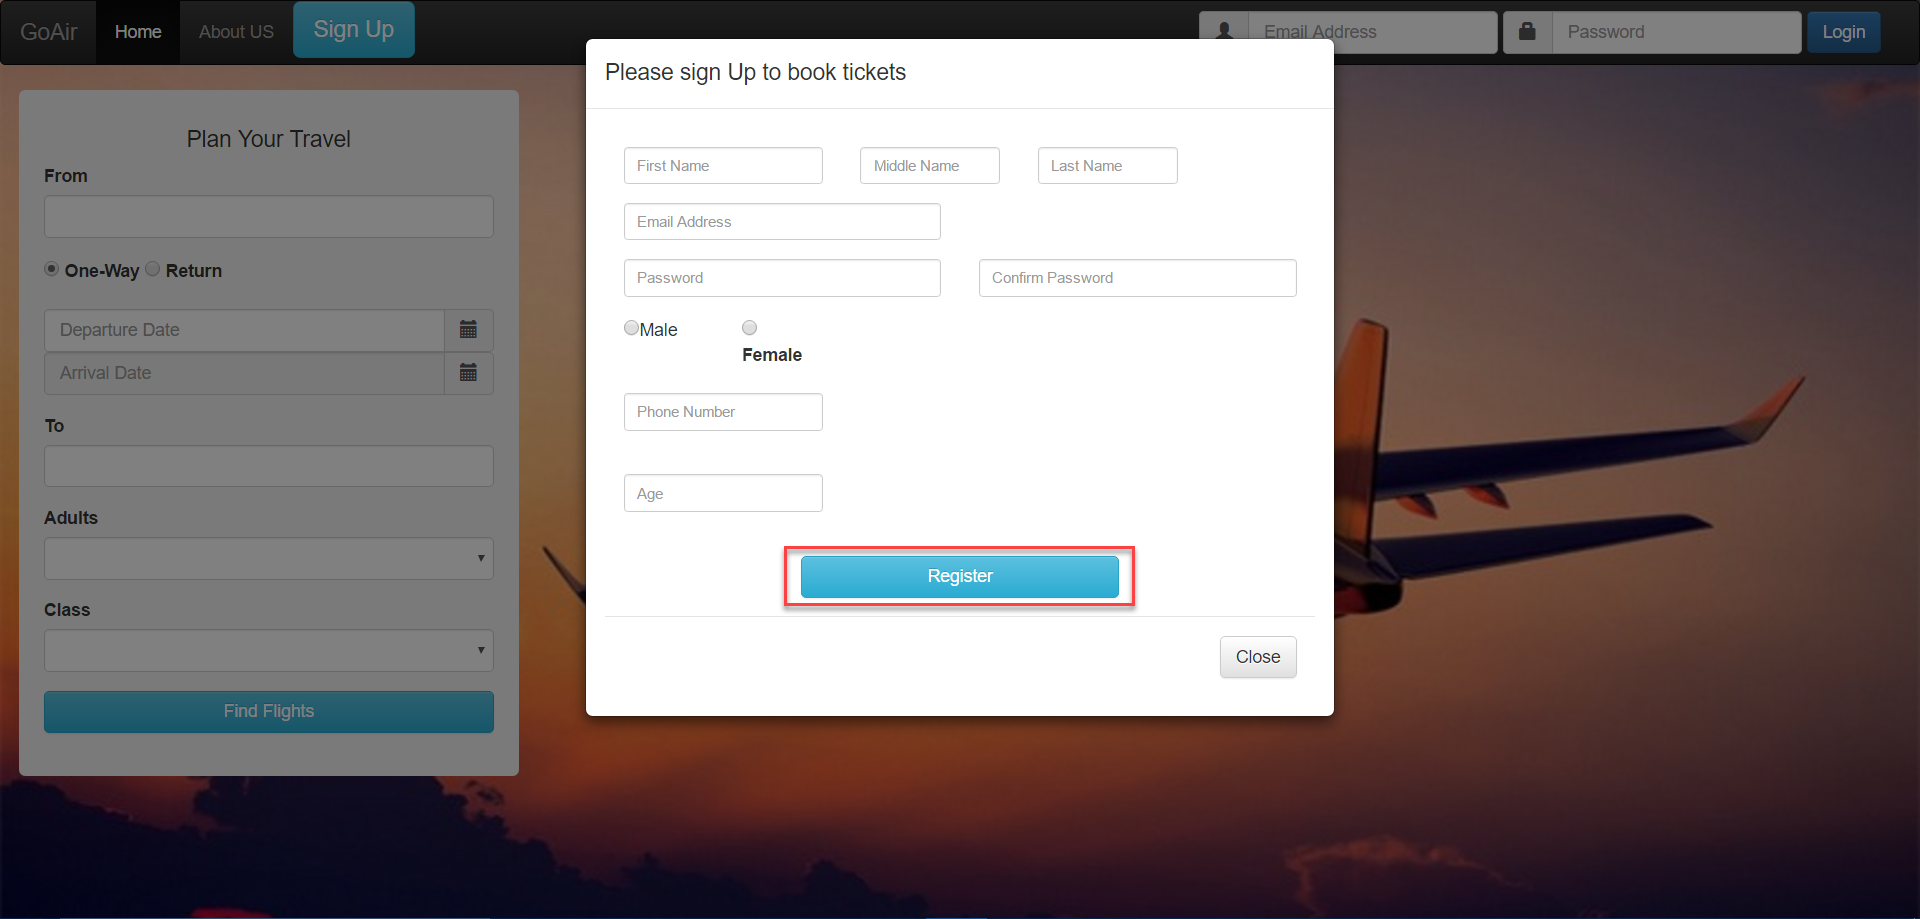 GoAir Home About US Sign Up Email Address Password Login
Please sign Up to book tickets
First Name Middle Name Last Name
Email Address
Password Confirm Password
Male
Female
Phone Number
Age
Register
Close
Plan Your Travel
From
One-Way Return
Departure Date
Arrival Date
To
Adults
Class
Find Flights